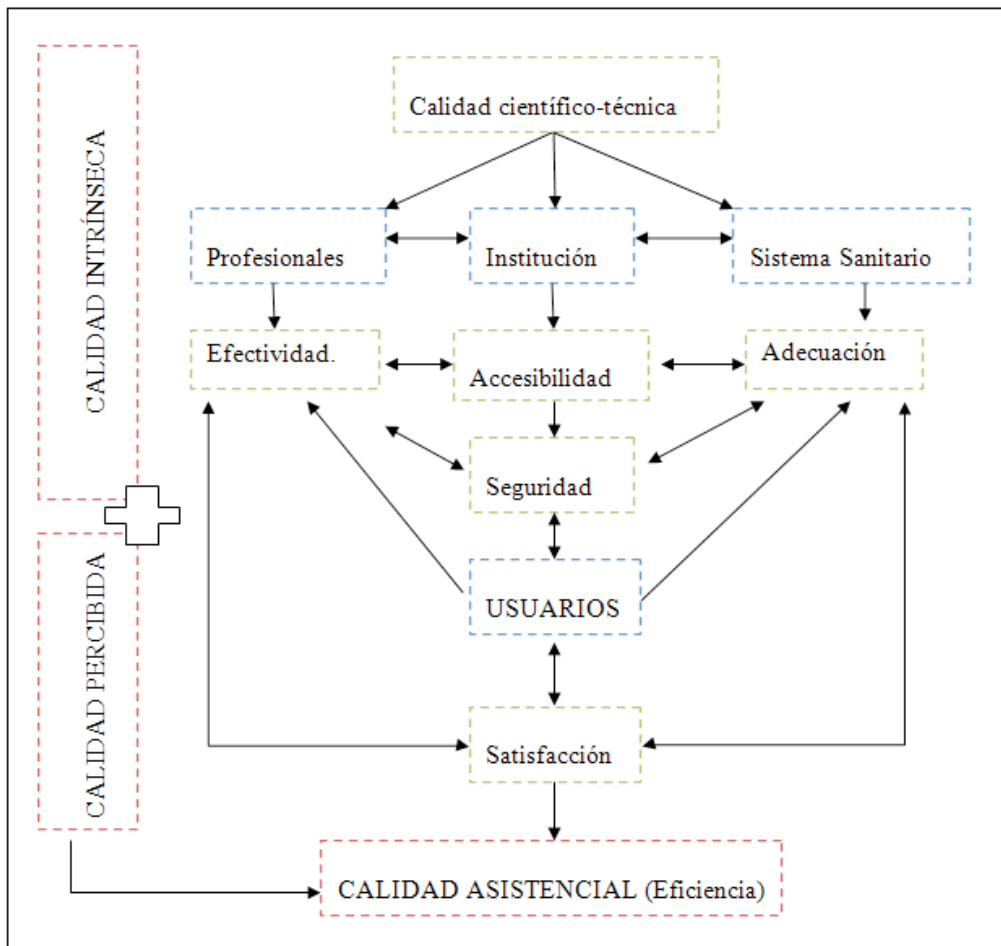 CALIDAD INTRÍNSECA
CALIDAD PERCIBIDA
Calidad científico-técnica
Profesionales
Institución
Sistema Sanitario
Efectividad.
Accesibilidad
Adecuación
Seguridad
USUARIOS
Satisfacción
CALIDAD ASISTENCIAL (Eficiencia)